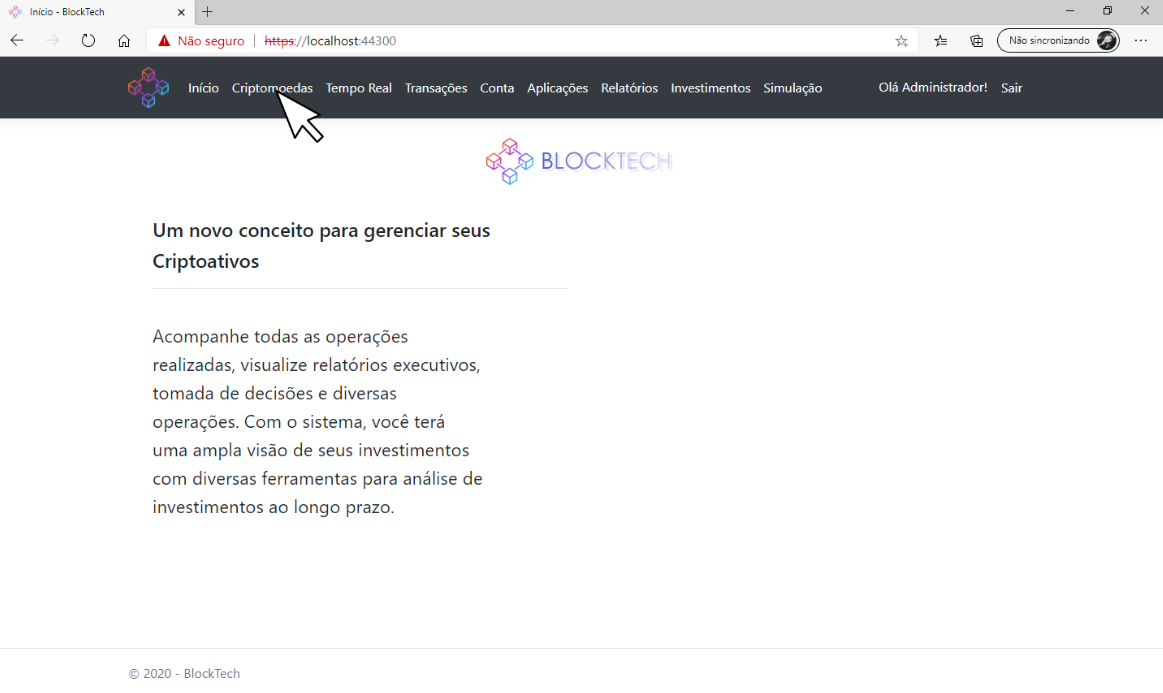 Início - BlockTech
Não seguro | https://localhost:44300
Não sincronizando
Início Criptomoedas Tempo Real Transações Conta Aplicações Relatórios Investimentos Simulação Olá Administrador! Sair
BLOCKTECH
Um novo conceito para gerenciar seus
Criptoativos
Acompanhe todas as operações
realizadas, visualize relatórios executivos,
tomada de decisões e diversas
operações. Com o sistema, você terá
uma ampla visão de seus investimentos
com diversas ferramentas para análise de
investimentos ao longo prazo.
© 2020 - BlockTech